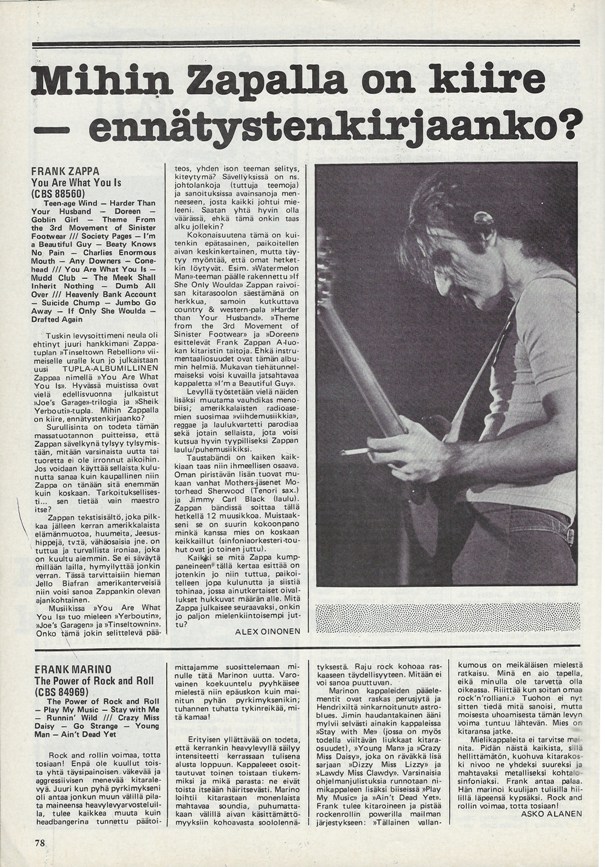 Mihin Zapalla on kiire
— ennätystenkirjaanko?
FRANK ZAPPA
You Are What You Is
(CBS 88560)
Teen-age Wind — Harder Than
Your Husband — Doreen —
Goblin Girl — Theme From
the 3rd Movement of Sinister
Footwear /// Society Pages — I'm
a Beautiful Guy — Beaty Knows
No Pain — Charlies Enormous
Mouth — Any Downers — Cone-
head /// You Are What You Is —
Mudd Club — The Meek Shall
Inherit Nothing — Dumb All
Over /// Heavenly Bank Account
— Suicide Chump — Jumbo Go
Away — If Only She Woulda —
Drafted Again
Tuskin levysoittimeni neula oli
ehtinyt juuri hankkimani Zappa-
tuplan »Tinseltown Rebellion» vii-
meiselle uralle kun jo julkaistaan
uusi TUPLA-ALBUMILLINEN
Zappaa nimellä »You Are What
You Is». Hyvässä muistissa ovat
vielä edellisvuonna julkaistut
»Joe's Garage»-trilogia ja »Sheik
Yerbouti»-tupla. Mihin Zapalla
on kiire, ennätystenkirjaanko?
Surullisinta on todeta tämän
massatuotannon puitteissa, että
Zappan sävelkynä tylsyy tylsymis-
tään, mitään varsinaista uutta tai
tuoretta ei ole irronnut aikoihin.
Jos voidaan käyttää sellaista kulu-
nutta sanaa kuin kaupallinen niin
Zappa on tänään sitä enemmän
kuin koskaan. Tarkoituksellises-
ti... sen tietää vain maestro
itse?
Zappan tekstisisältö, joka pilk-
kaa jälleen kerran amerikkalaista
elämänmuotoa, huumeita, Jeesus-
hippejä, tv:tä, vähäosaisia jne. on
tuttua ja turvallista ironiaa, joka
on kuultu aiemmin. Se ei säväytä
millään lailla, hymyilyttää jonkin
verran. Tässä tarvittaisiin hieman
Jello Biafran amerikanterveisiä
niin voisi sanoa Zappankin olevan
ajankohtainen.
Musiikissa »You Are What
You Is» tuo mieleen »Yerboutin»,
»Joe's Garagen» ja »Tinseltownin».
Onko tämä jokin selittelevä pää-
teos, yhden ison teeman selitys,
kiteytymä? Sävellyksissä on ns.
johtolankoja (tuttuja teemoja)
ja sanoituksissa avainsanoja men-
neeseen, josta kaikki johtui mie-
leeni. Saatan yhtä hyvin olla
väärässä, ehkä tämä onkin taas
alku jollekin?
Kokonaisuutena tämä on kui-
tenkin epätasainen, paikoitellen
aivan keskinkertainen, mutta täy-
tyy myöntää, että omat hetket-
kin löytyvät. Esim. »Watermelon
Man»-teeman päälle rakennettu »If
She Only Woulda» Zappan raivoi-
san kitarasoolon säestämänä on
herkkua, samoin kutkuttava
country & western-pala »Harder
than Your Husband». »Theme
from the 3rd Movement of
Sinister Footwear» ja »Doreen»
esittelevät Frank Zappan A-luo-
kan kitaristin taitoja. Ehkä instru-
mentaaliosuudet ovat tämän albu-
min helmiä. Mukavan tiehätunnel-
maiseksi voisi kuvailla jatsahtavaa
kappaletta »I'm a Beautiful Guy».
Levyllä työstetään vielä näiden
lisäksi muutama vauhdikas meno-
biisi; amerikkalaisten radioase-
mien suosimaa »viihdemusiikkia»,
reggae ja laulukvartetti parodiaa
sekä jotain sellaista, jota voisi
kuttua hyvin tyypilliseksi Zappan
laulu/puhemusiikiksi.
Taustabändi on kaiken kaik-
kiaan taas niin ihmeellisen osaava.
Oman piristävän lisän tuovat mu-
kaan vanhat Mothers-jäsenet Mo-
torhead Sherwood (Tenori sax.)
ja Jimmy Carl Black (laulu).
Zappan bändissä soittaa tällä
hetkellä 12 muusikkoa. Muistaak-
seni se on suurin kokoonpano
minkä kanssa mies on koskaan
keikkaillut (sinfoniaorkesteri-tou-
hut ovat jo toinen juttu).
Kaikki se mitä Zappa kump-
paneineen tällä kertaa esittää on
jotenkin jo niin tuttua, paikoi-
tellen jopa kulunutta ja siistiä
tohinaa, jossa ainutkertaiset oival-
lukset hukkuvat määrän alle. Mitä
Zappa julkaisee seuraavaksi, onkin
jo paljon mielenkiintoisempi jut-
tu?
ALEX OINONEN
FRANK MARINO
The Power of Rock and Roll
(CBS 84969)
The Power of Rock and Roll
— Play My Music — Stay with Me
— Runnin' Wild /// Crazy Miss
Daisy — Go Strange — Young
Man — Ain't Dead Yet
Rock and rollin voimaa, totta
tosiaan! Enpä ole kuullut tois-
ta yhtä täysipainoisen väkevää ja
aggressiivisen menevää kitarale-
vyä. Juuri kun pyhä pyrkimykseni
oli antaa jonkun muun välillä pila-
ta maineensa heavylevyarvosteluil-
la, tulee kaikkea muuta kuin
headbangerina tunnettu päätoi-
mittajamme suosittelemaan mi-
nulle tätä Marinon uutta. Varo-
vainen koekuuntelu pyyhkäisee
mielestä niin epäuskon kuin mai-
nitun pyhän pyrkimyksenikin;
tuhannen tuhatta tykinreikää, mi-
tä kamaa!
Erityisen yllättävää on todeta,
että kerrankin heavylevyllä säilyy
intensiteetti kerrassaan tulisena
alusta loppuun. Kappaleet osoit-
tautuvat toinen toistaan tiukem-
miksi ja mikä parasta: ne eivät
toista itseään häiritsevästi. Marino
loihtii kitarastaan monenlaista
mahtavaa soundia, puhumatta-
kaan välillä aivan käsittämättö-
myyksiin kohoavasta soololennä-
tyksestä. Raju rock kohoaa ras-
kaaseen täydellisyyteen. Mitään ei
voi sanoa puuttuvan.
Marinon kappaleiden pääele-
mentit ovat raskas perusjytä ja
Hendrixiltä sinkarnoitunut astro-
blues. Jimin haudantakainen ääni
mylvii selvästi ainakin kappaleissa
»Stay with Me» (jossa on myös
todella viiltävän liukkaat kitara-
osuudet), »Young Man» ja »Crazy
Miss Daisy», joka on räväkkä lisä
sarjaan »Dizzy Miss Lizzy» ja
»Lawdy Miss Clawdy». Varsinaisia
ohjelmanjulistuksia runnotaan ni-
mikappaleen lisäksi biiseissä »Play
My Music» ja »Ain't Dead Yet».
Frank tulee kitaroineen ja pistää
rockenrollin powerilla mailman
järjestykseen: »Tällainen vallan-
kumous on meikäläisen mielestä
ratkaisu. Minä en aio tapella,
eikä minulla ole tarvetta olla
oikeassa. Riiittää kun soitan omaa
rock'n'rolliani.» Tuohon ei nyt
sitten tiedä mitä sanoisi, mutta
moisesta uhoamisesta tämän levyn
voima tuntuu lähtevän. Mies on
kitaransa jatke.
Mielikappaleita ei tarvitse mai-
nita. Pidän näistä kaikista, sillä
hellittämätön, kuohuva kitarokos-
ki nivoo ne yhdeksi suureksi ja
mahtavaksi metalliseksi kohtalo-
sinfoniaksi. Frank antaa palaa.
Hän marinoi kuulijan tulisilla hii-
lillä läpeensä kypsäksi. Rock and
rollin voimaa, totta tosiaan!
ASKO ALANEN
78